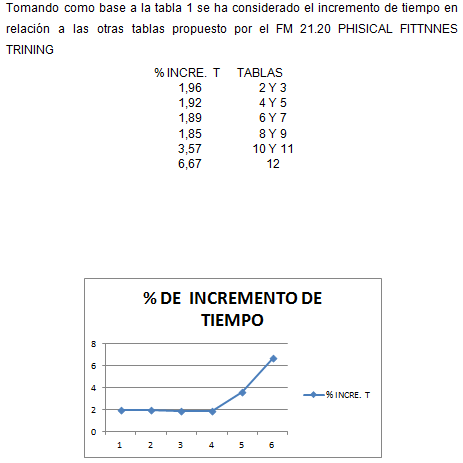 Tomando como base a la tabla 1 se ha considerado el incremento de tiempo en
relación a las otras tablas propuesto por el FM 21.20 PHISICAL FITTNNES
TRINING
% INCRE. T TABLAS
1,96 2 Y 3
1,92 4 Y 5
1,89 6 Y 7
1,85 8 Y 9
3,57 10 Y 11
6,67 12
% DE INCREMENTO DE
TIEMPO
8
6
4
2
0
1 2 3 4 5 6
% INCRE. T